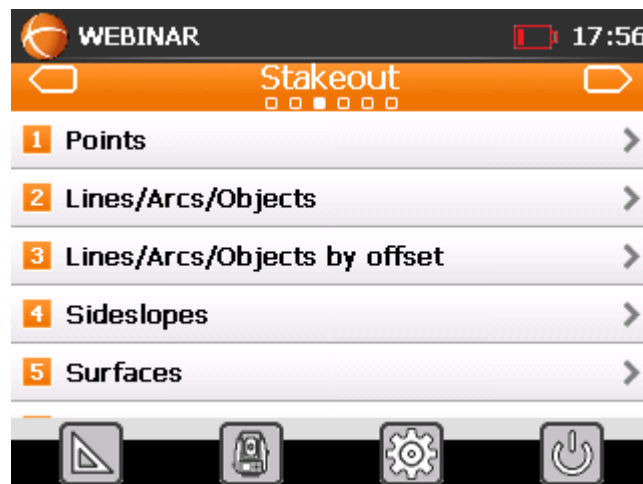 WEBINAR 17:56
Stakeout
1 Points
2 Lines/Arcs/Objects
3 Lines/Arcs/Objects by offset
4 Sideslopes
5 Surfaces